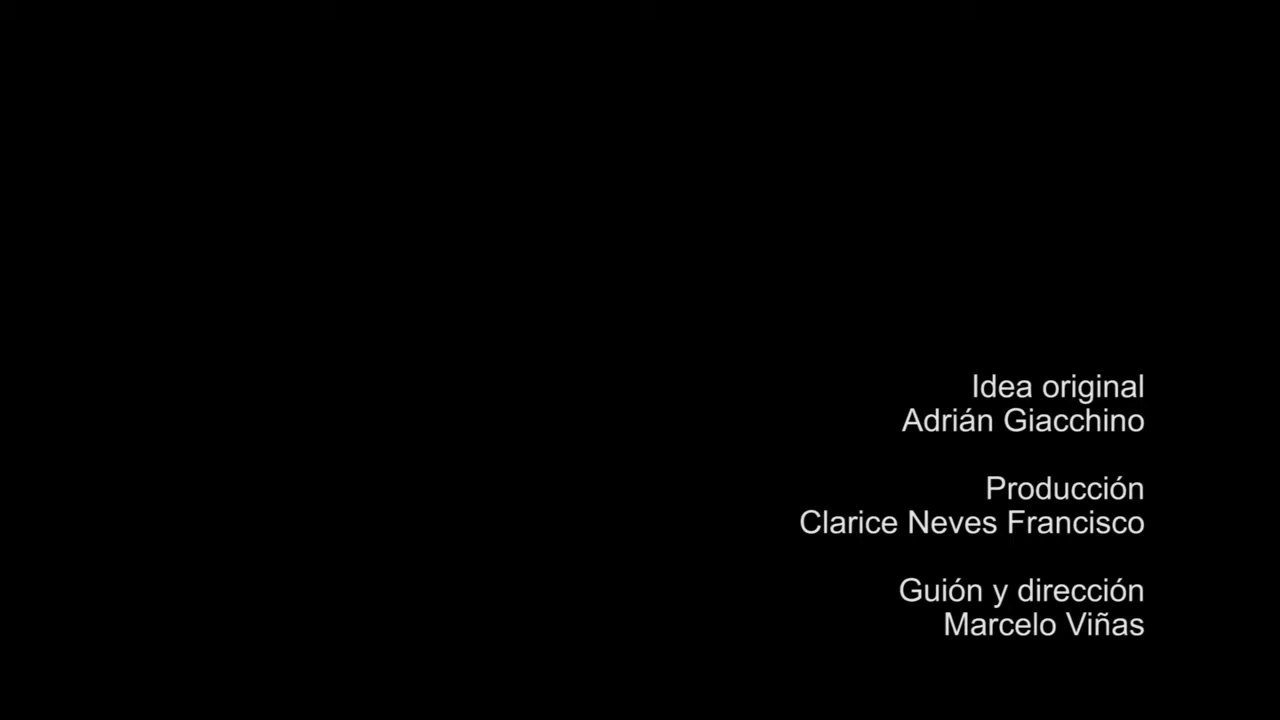 Idea original
Adrián Giacchino
Producción
Clarice Neves Francisco
Guión y dirección
Marcelo Viñas